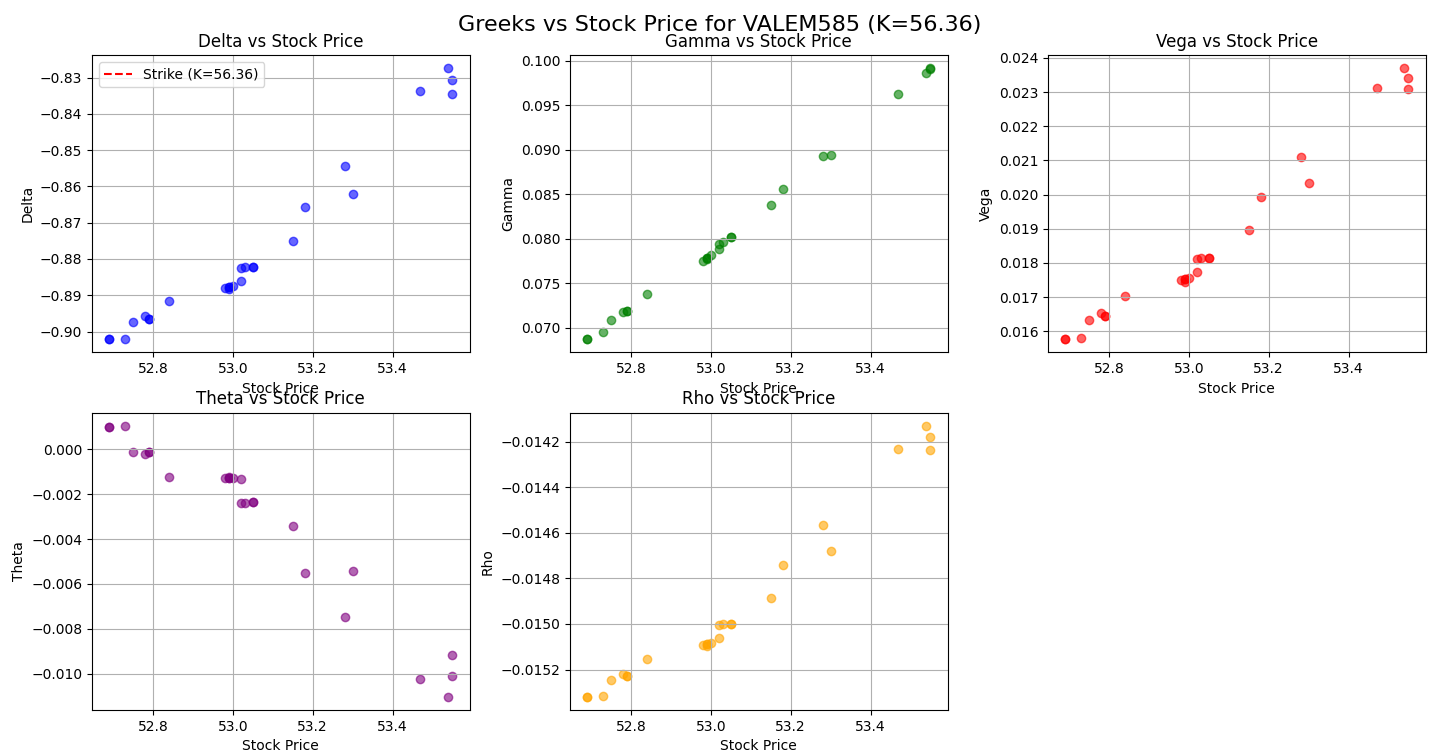 Greeks vs Stock Price for VALEM585 (K=56.36)
Delta vs Stock Price
Gamma vs Stock Price
Vega vs Stock Price
Strike (K=56.36)
−0.83
−0.84
−0.85
−0.86
−0.87
−0.88
−0.89
−0.90
Delta
52.8 53.0 53.2 53.4
Stock Price
0.100
0.095
0.090
0.085
0.080
0.075
0.070
Gamma
52.8 53.0 53.2 53.4
Stock Price
0.024
0.023
0.022
0.021
0.020
0.019
0.018
0.017
0.016
Vega
52.8 53.0 53.2 53.4
Stock Price
Theta vs Stock Price
Rho vs Stock Price
0.000
−0.002
−0.004
−0.006
−0.008
−0.010
Theta
52.8 53.0 53.2 53.4
Stock Price
−0.0142
−0.0144
−0.0146
−0.0148
−0.0150
−0.0152
Rho
52.8 53.0 53.2 53.4
Stock Price